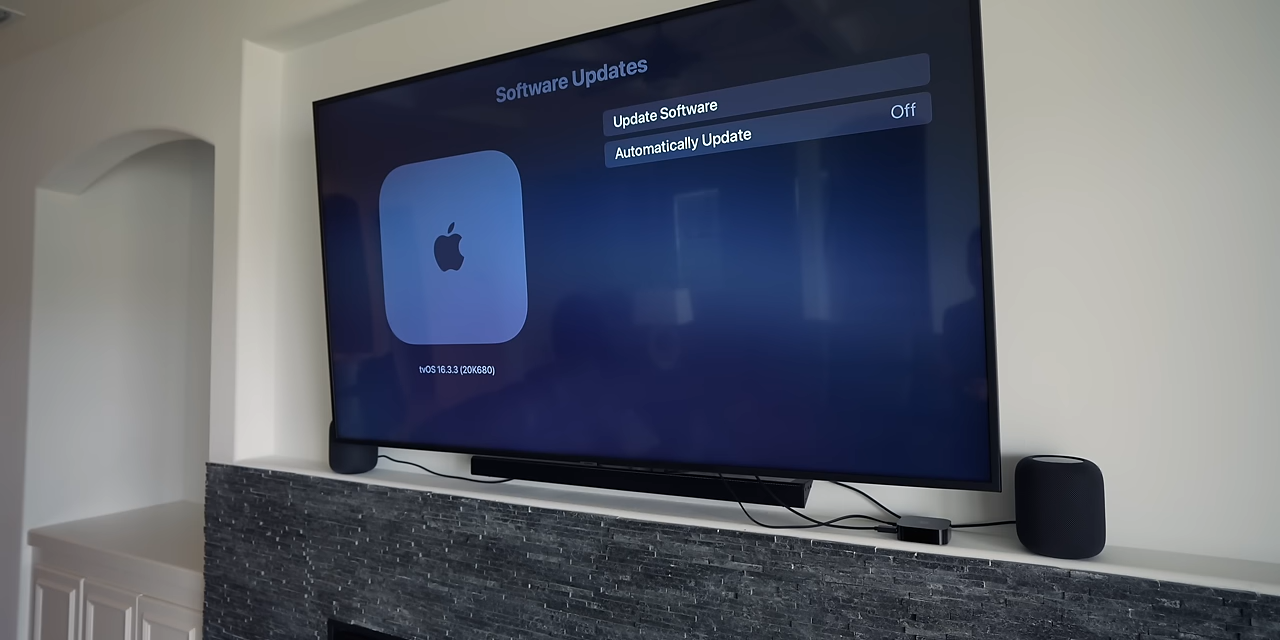 Software Updates
Update Software
Automatically Update Off
tvOS 16.3.3 (20K680)